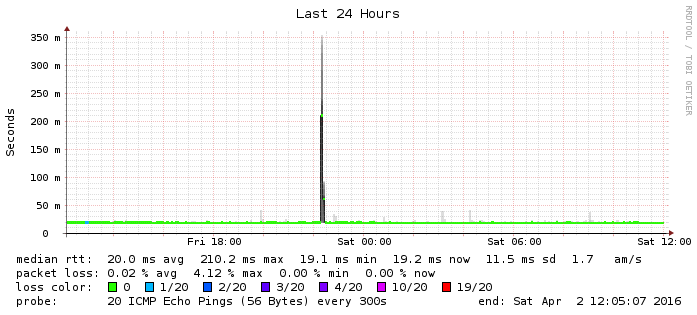 Last 24 Hours
RRDTOOL / TOBI OETIKER
Seconds
350 m
300 m
250 m
200 m
150 m
100 m
50 m
0
Fri 18:00 Sat 00:00 Sat 06:00 Sat 12:00
median rtt: 20.0 ms avg 210.2 ms max 19.1 ms min 19.2 ms now 11.5 ms sd 1.7 am/s
packet loss: 0.02 % avg 4.12 % max 0.00 % min 0.00 % now
loss color: 0 1/20 2/20 3/20 4/20 10/20 19/20
probe: 20 ICMP Echo Pings (56 Bytes) every 300s end: Sat Apr 2 12:05:07 2016